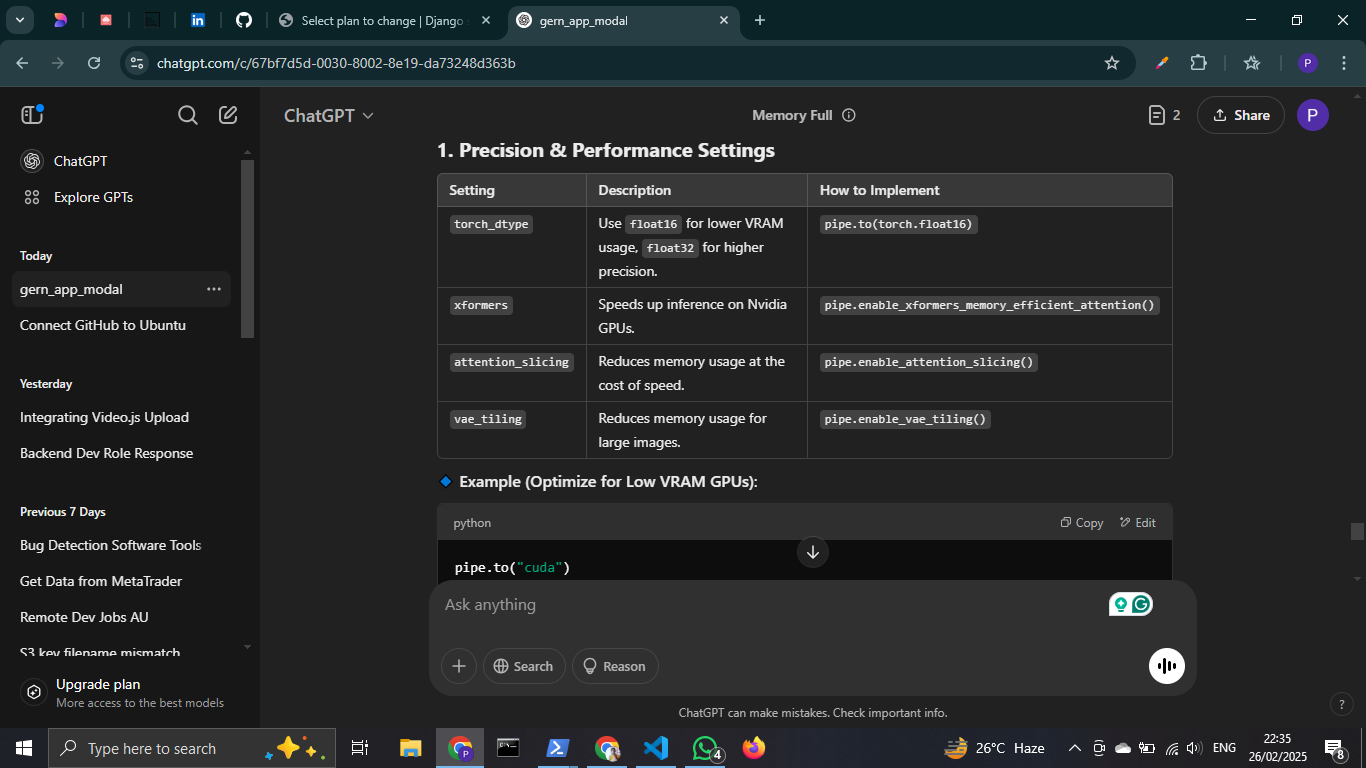 Select plan to change | Django
gern_app_modal
chatgpt.com/c/67bf7d5d-0030-8002-8e19-da73248d363b
P
ChatGPT
Explore GPTs
Today
gern_app_modal
Connect GitHub to Ubuntu
Yesterday
Integrating Video.js Upload
Backend Dev Role Response
Previous 7 Days
Bug Detection Software Tools
Get Data from MetaTrader
Remote Dev Jobs AU
S3 key filename mismatch
Upgrade plan
More access to the best models
ChatGPT
Memory Full
2
Share
P
1. Precision & Performance Settings
Setting Description How to Implement
torch_dtype Use float16 for lower VRAM pipe.to(torch.float16)
usage, float32 for higher
precision.
xformers Speeds up inference on Nvidia pipe.enable_xformers_memory_efficient_attention()
GPUs.
attention_slicing Reduces memory usage at the pipe.enable_attention_slicing()
cost of speed.
vae_tiling Reduces memory usage for pipe.enable_vae_tiling()
large images.
Example (Optimize for Low VRAM GPUs):
python Copy Edit
pipe.to("cuda")
Ask anything
Search Reason
ChatGPT can make mistakes. Check important info.
?
Type here to search
4
26°C Haze
ENG
22:35
26/02/2025
8